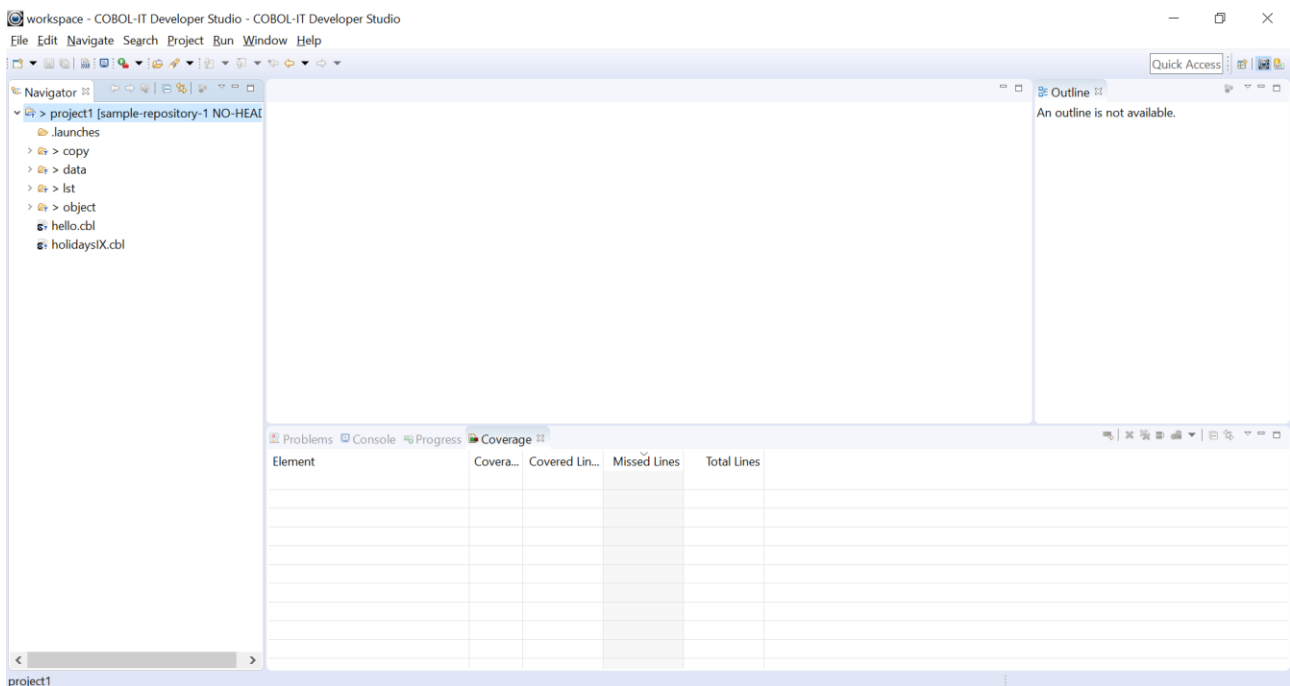 workspace - COBOL-IT Developer Studio - COBOL-IT Developer Studio
File Edit Navigate Search Project Run Window Help
Quick Access
Navigator
> project1 [sample-repository-1 NO-HEAD
.launches
> copy
> data
> lst
> object
hello.cbl
holidaysIX.cbl
Outline
An outline is not available.
Problems Console Progress Coverage
Element Covera... Covered Lin... Missed Lines Total Lines
project1